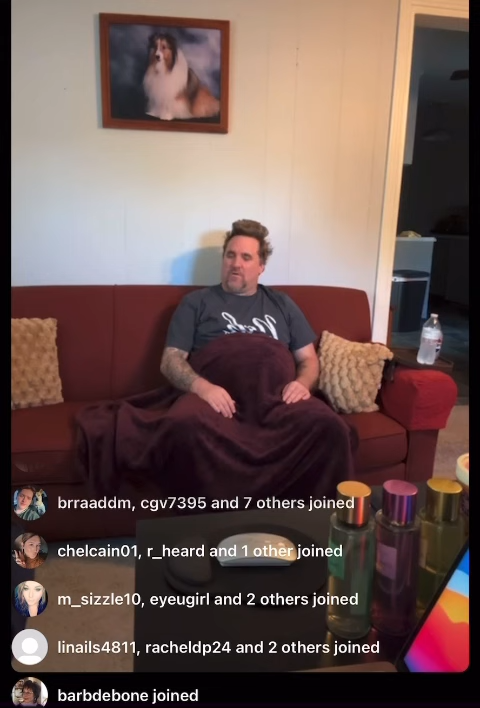 brraaddm, cgv7395 and 7 others joined
chelcain01, r_heard and 1 other joined
m_sizzle10, eyeugirl and 2 others joined
linails4811, racheldp24 and 2 others joined
barbdebone joined